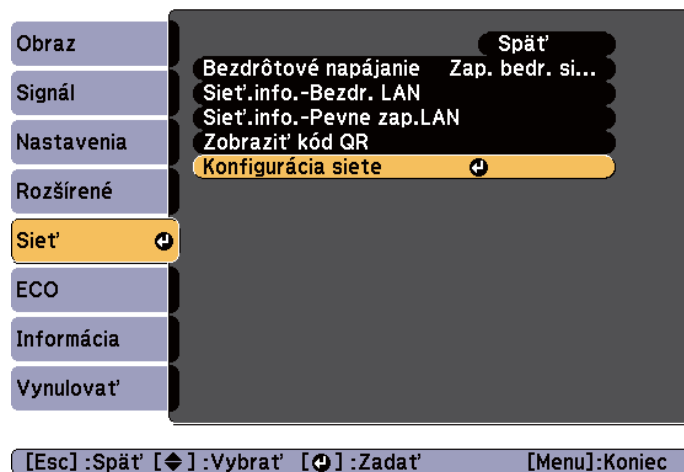 Obraz
Signál
Nastavenia
Rozšírené
Sieť
ECO
Informácia
Vynulovať
Späť
Bezdrôtové napájanie Zap. bedr. si...
Sieť.info.-Bezdr. LAN
Sieť.info.-Pevne zap.LAN
Zobraziť kód QR
Konfigurácia siete
[Esc] :Späť [ ] :Vybrať [ ] :Zadať [Menu]:Koniec